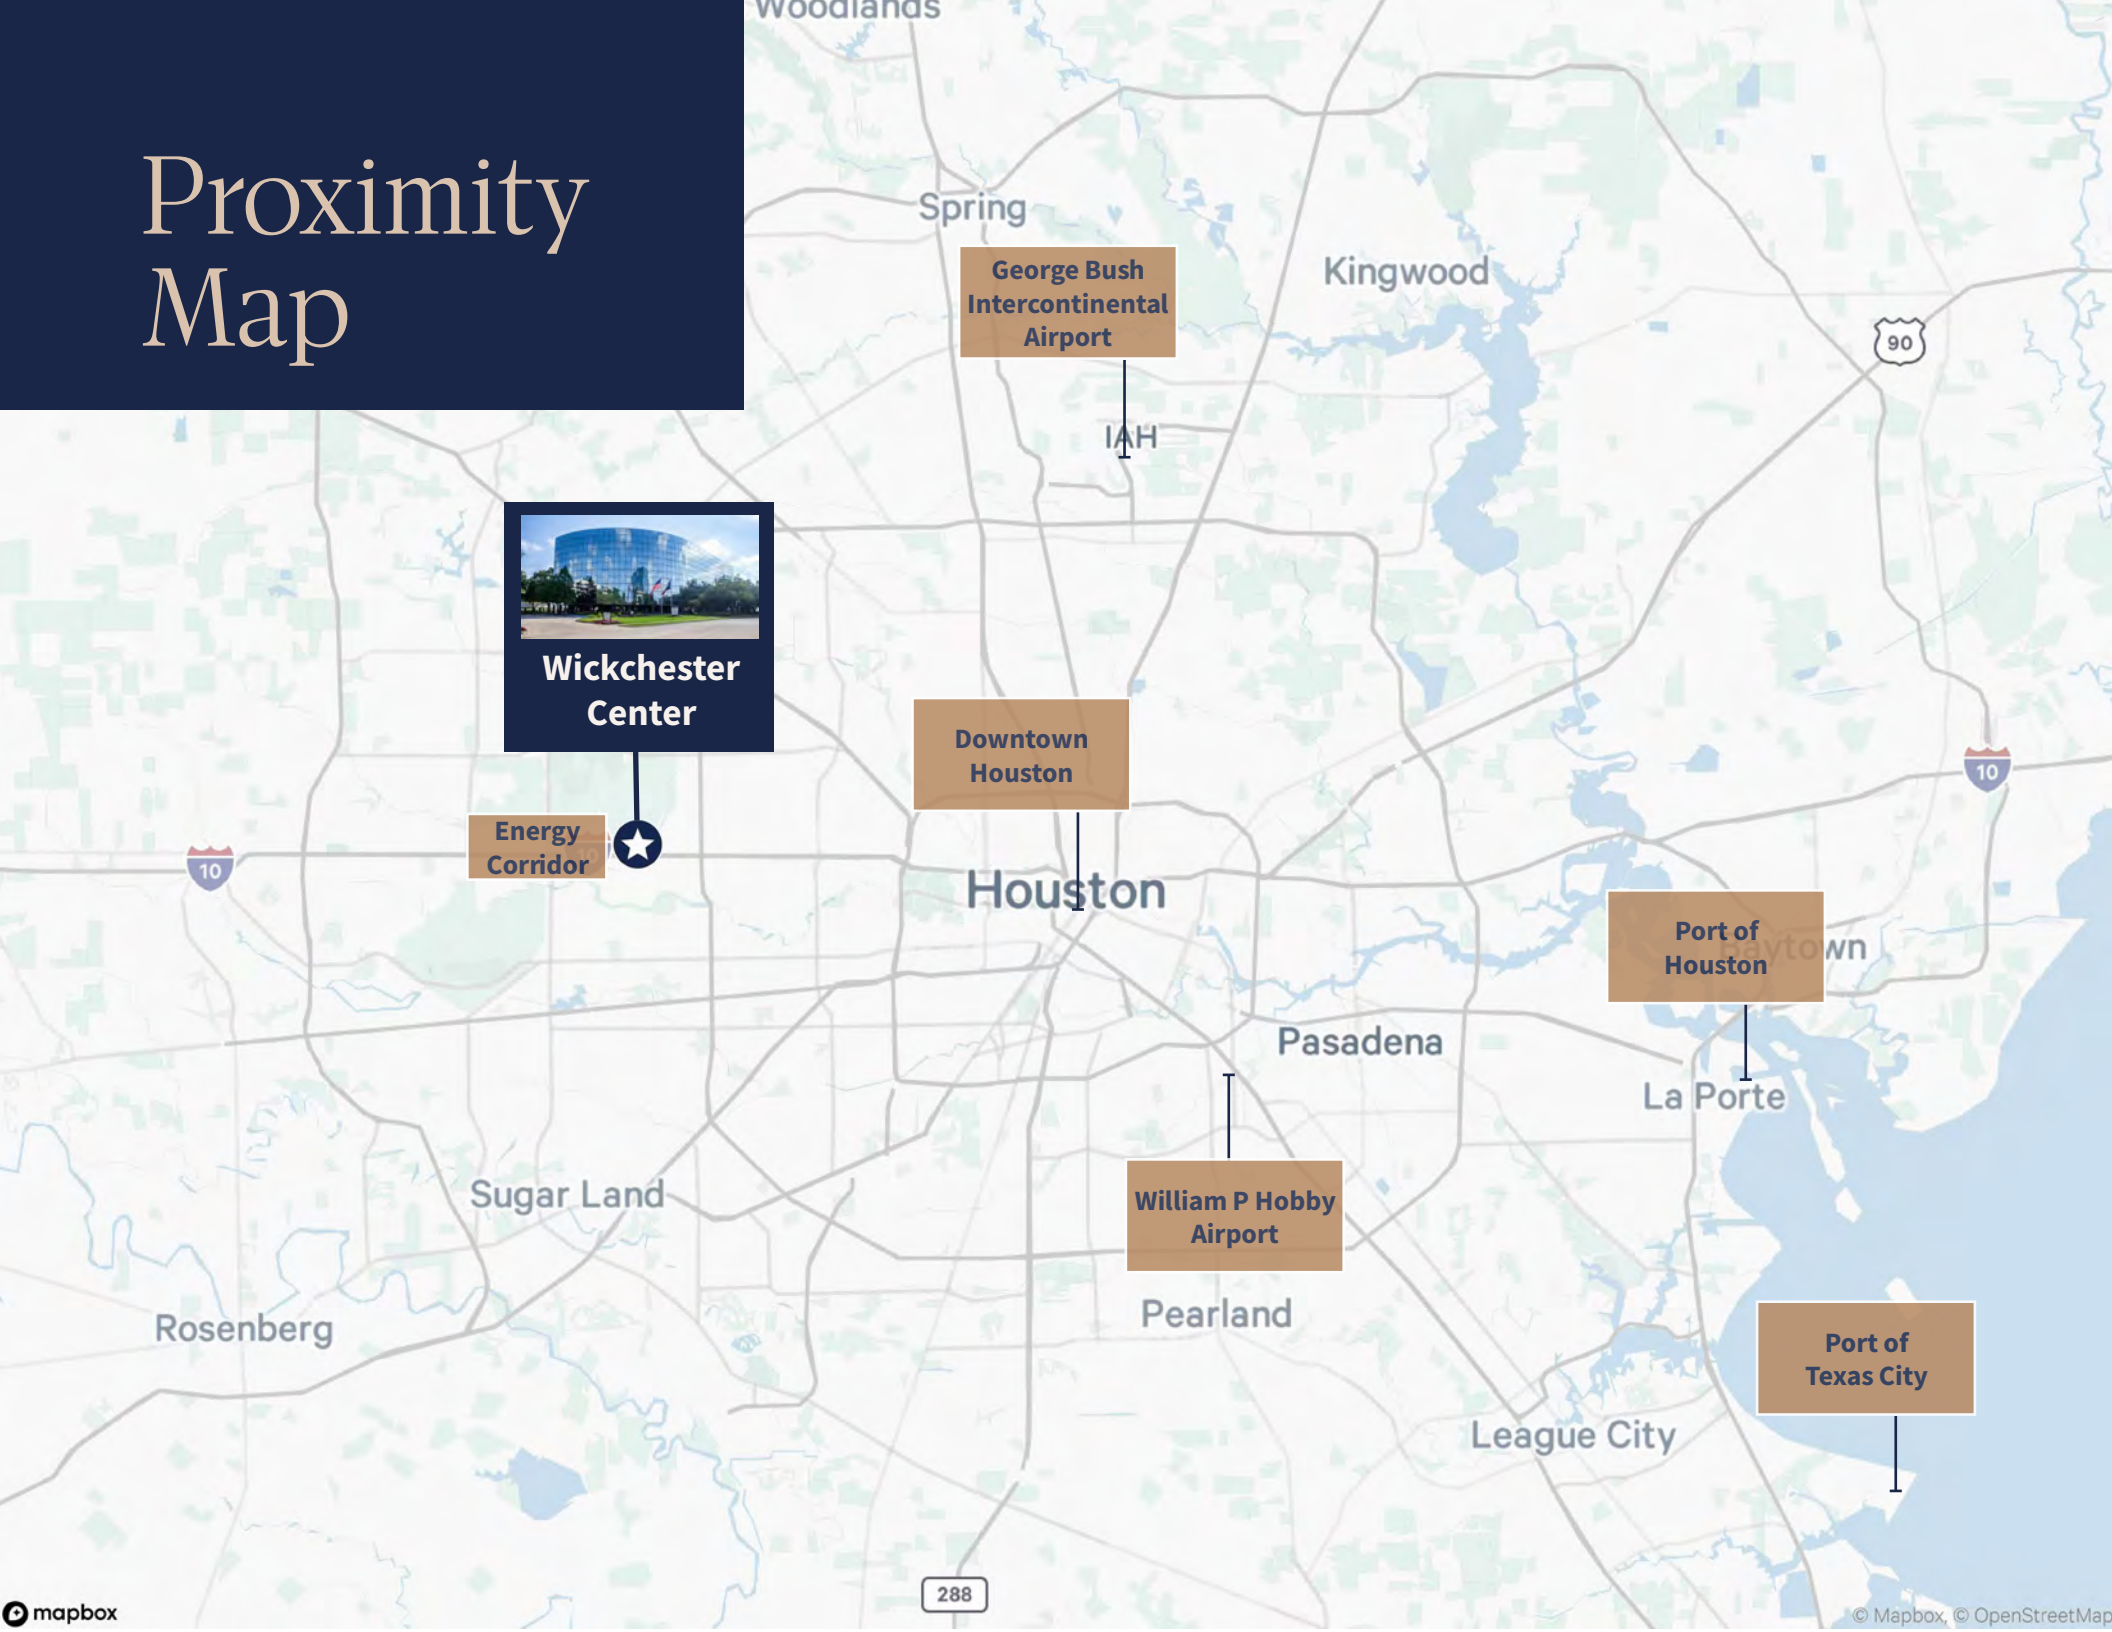 Proximity
Map
Woodlands
Spring
George Bush
Intercontinental
Airport
Kingwood
90
IAH
Wickchester
Center
Downtown
Houston
10
Energy
Corridor
10
10
Houston
Port of
Houston
Baytown
Pasadena
La Porte
Sugar Land
William P Hobby
Airport
Pearland
Rosenberg
Port of
Texas City
League City
288
mapbox
© Mapbox, © OpenStreetMap